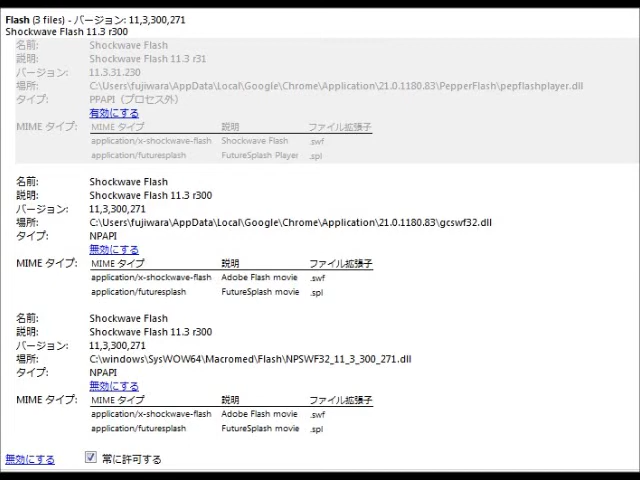 Flash (3 files) - バージョン: 11,3,300,271
Shockwave Flash 11.3 r300
名前: Shockwave Flash
説明: Shockwave Flash 11.3 r31
バージョン: 11.3.31.230
場所: C:\Users\fujiwara\AppData\Local\Google\Chrome\Application\21.0.1180.83\PepperFlash\pepflashplayer.dll
タイプ: PPAPI（プロセス外）
有効にする
MIME タイプ: MIME タイプ 説明 ファイル拡張子
application/x-shockwave-flash Shockwave Flash .swf
application/futuresplash FutureSplash Player .spl
名前: Shockwave Flash
説明: Shockwave Flash 11.3 r300
バージョン: 11,3,300,271
場所: C:\Users\fujiwara\AppData\Local\Google\Chrome\Application\21.0.1180.83\gcswf32.dll
タイプ: NPAPI
無効にする
MIME タイプ: MIME タイプ 説明 ファイル拡張子
application/x-shockwave-flash Adobe Flash movie .swf
application/futuresplash FutureSplash movie .spl
名前: Shockwave Flash
説明: Shockwave Flash 11.3 r300
バージョン: 11,3,300,271
場所: C:\windows\SysWOW64\Macromed\Flash\NPSWF32_11_3_300_271.dll
タイプ: NPAPI
無効にする
MIME タイプ: MIME タイプ 説明 ファイル拡張子
application/x-shockwave-flash Adobe Flash movie .swf
application/futuresplash FutureSplash movie .spl
無効にする 常に許可する